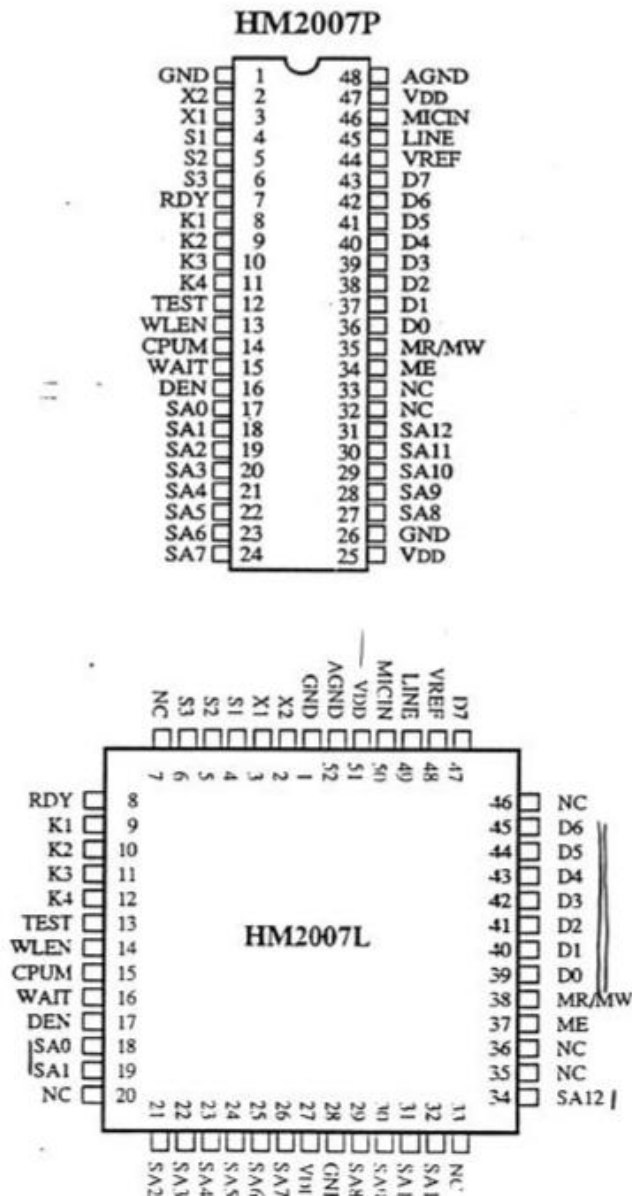 HM2007P
GND 1 48 AGND
X2 2 47 VDD
X1 3 46 MICIN
S1 4 45 LINE
S2 5 44 VREF
S3 6 43 D7
RDY 7 42 D6
K1 8 41 D5
K2 9 40 D4
K3 10 39 D3
K4 11 38 D2
TEST 12 37 D1
WLEN 13 36 D0
CPUM 14 35 MR/MW
WAIT 15 34 ME
DEN 16 33 NC
SA0 17 32 NC
SA1 18 31 SA12
SA2 19 30 SA11
SA3 20 29 SA10
SA4 21 28 SA9
SA5 22 27 SA8
SA6 23 26 GND
SA7 24 25 VDD
NC S3 S2 S1 X1 X2 GND AGND VDD MICIN LINE VREF D7
7 6 5 4 3 2 1 52 51 50 49 48 47
RDY 8 46 NC
K1 9 45 D6
K2 10 44 D5
K3 11 43 D4
K4 12 42 D3
TEST 13 41 D2
WLEN 14 40 D1
HM2007L
CPUM 15 39 D0
WAIT 16 38 MR/MW
DEN 17 37 ME
SA0 18 36 NC
SA1 19 35 NC
NC 20 34 SA12
21 22 23 24 25 26 27 28 29 30 31 32 33
SA2 SA3 SA4 SA5 SA6 SA7 SA8 NC